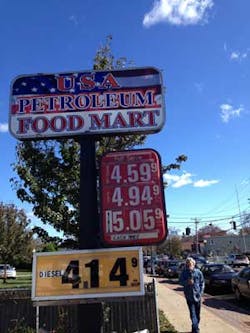 USA
PETROLEUM
FOOD MART
4.59 9
4.94 9
5.05 9
DIESEL 4.14 9